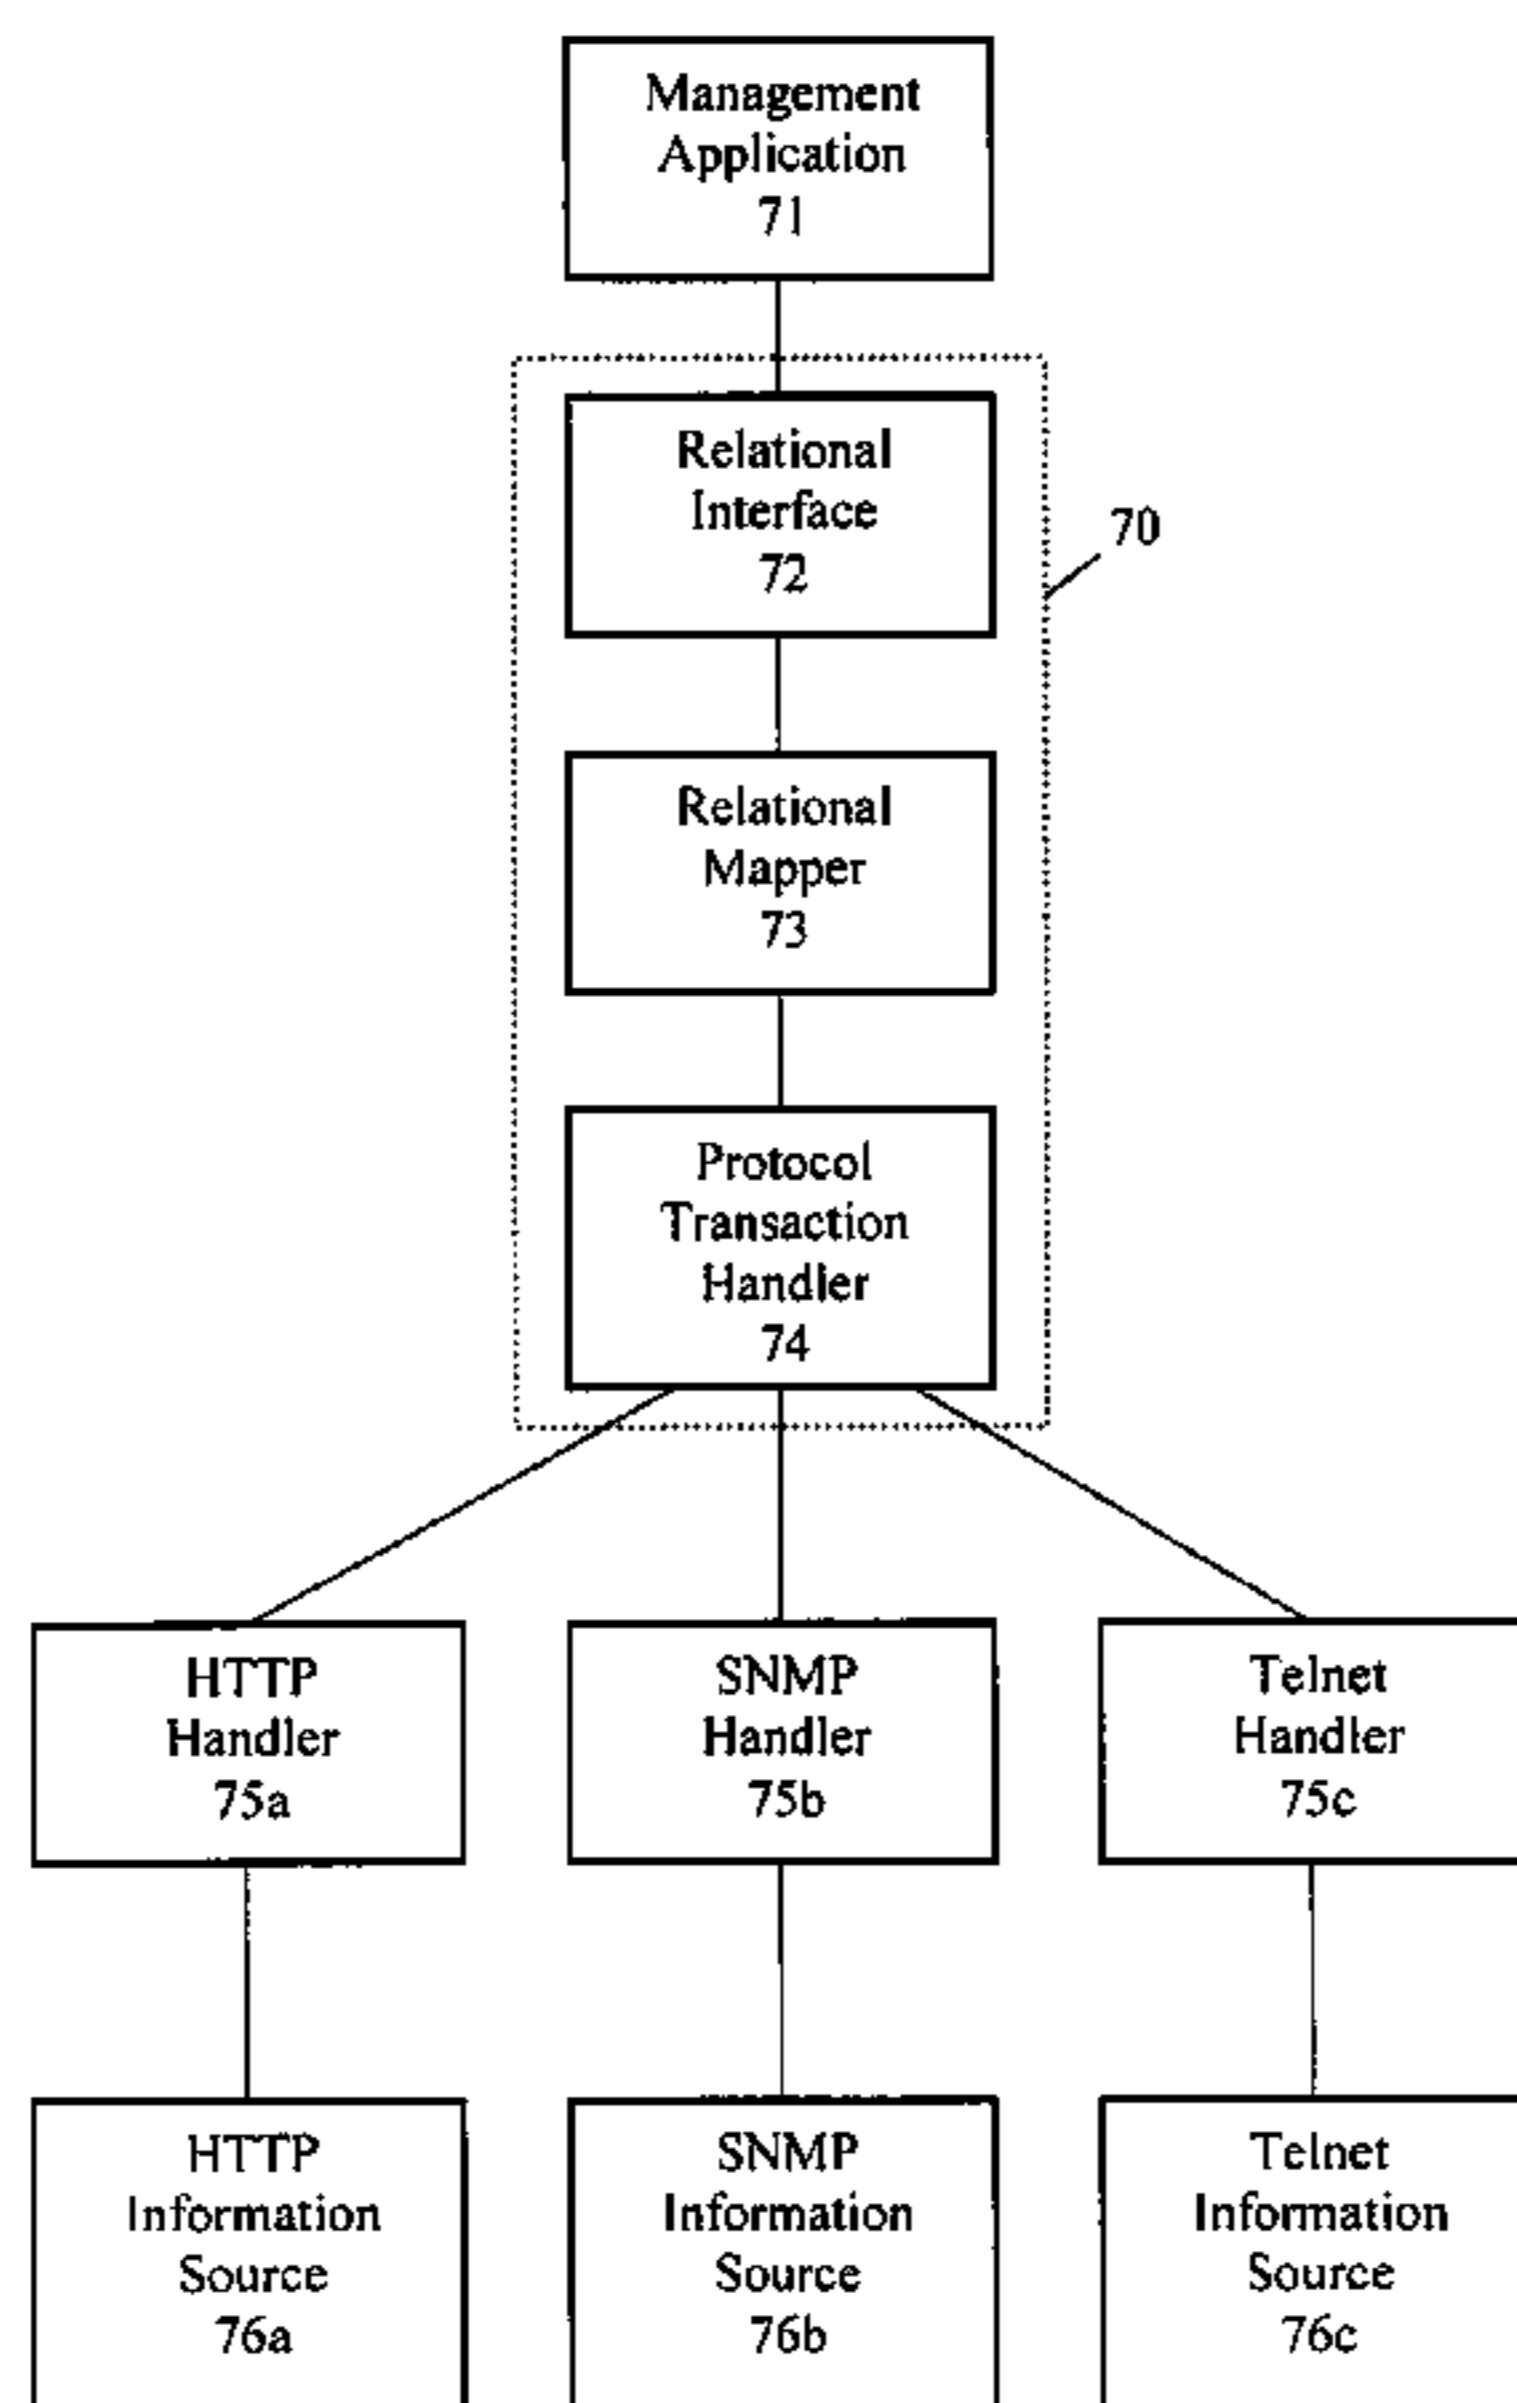 Management
Application
71
Relational
Interface
72
70
Relational
Mapper
73
Protocol
Transaction
Handler
74
HTTP
Handler
75a
SNMP
Handler
75b
Telnet
Handler
75c
HTTP
Information
Source
76a
SNMP
Information
Source
76b
Telnet
Information
Source
76c